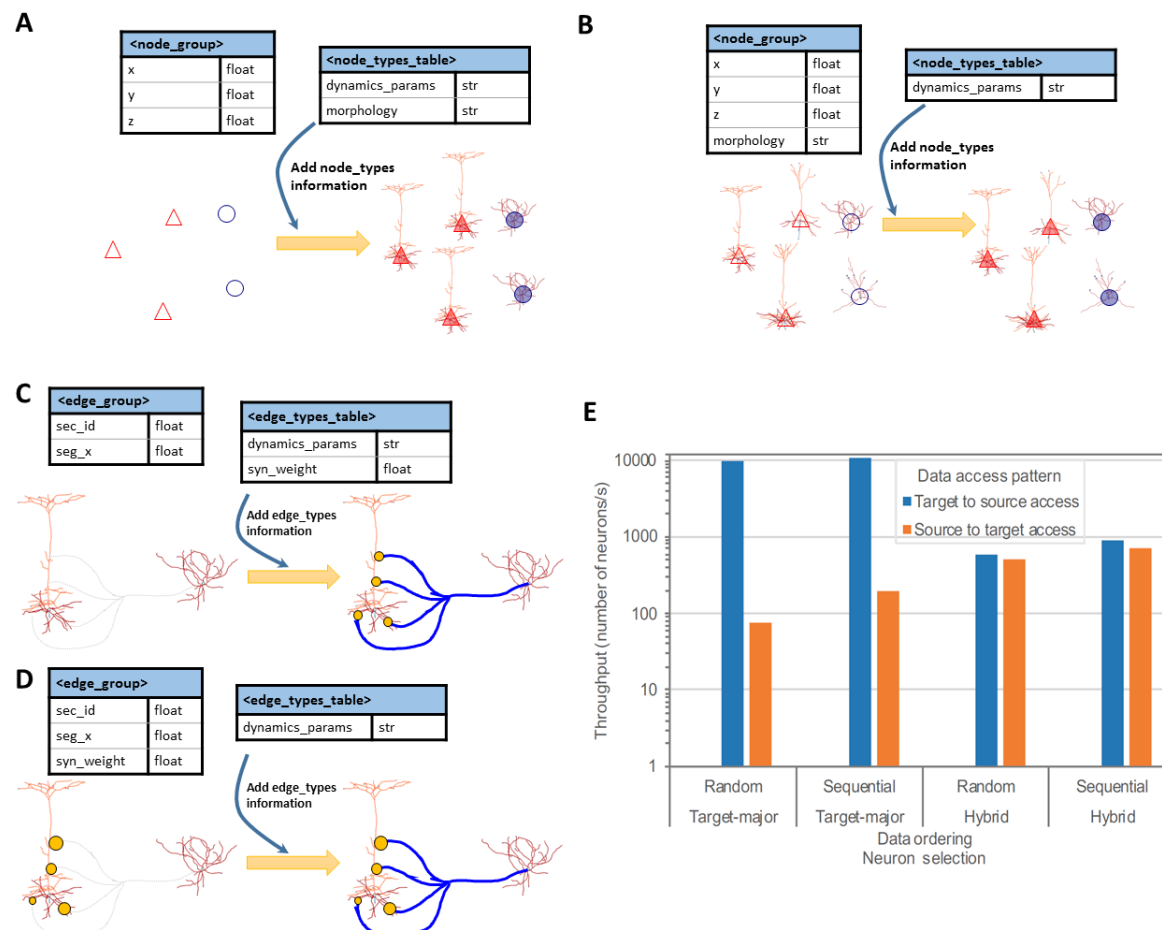 A
<node_group>
x float
y float
z float
<node_types_table>
dynamics_params str
morphology str
Add node_types
information
B
<node_group>
x float
y float
z float
morphology str
<node_types_table>
dynamics_params str
Add node_types
information
C
<edge_group>
sec_id float
seg_x float
<edge_types_table>
dynamics_params str
syn_weight float
Add edge_types
information
D
<edge_group>
sec_id float
seg_x float
syn_weight float
<edge_types_table>
dynamics_params str
Add edge_types
information
E
Throughput (number of neurons/s)
10000
1000
100
10
1
Data access pattern
Target to source access
Source to target access
Random Sequential Random Sequential
Target-major Target-major Hybrid Hybrid
Data ordering
Neuron selection